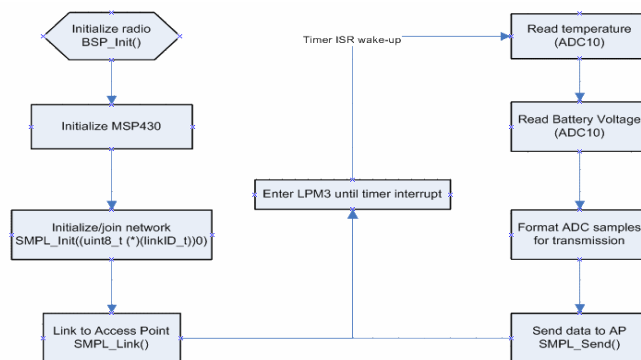 Initialize radio
BSP_Init()
Initialize MSP430
Initialize/join network
SMPL_Init((uint8_t (*)(linkID_t))0)
Link to Access Point
SMPL_Link()
Enter LPM3 until timer interrupt
Timer ISR wake-up
Read temperature
(ADC10)
Read Battery Voltage
(ADC10)
Format ADC samples
for transmission
Send data to AP
SMPL_Send()